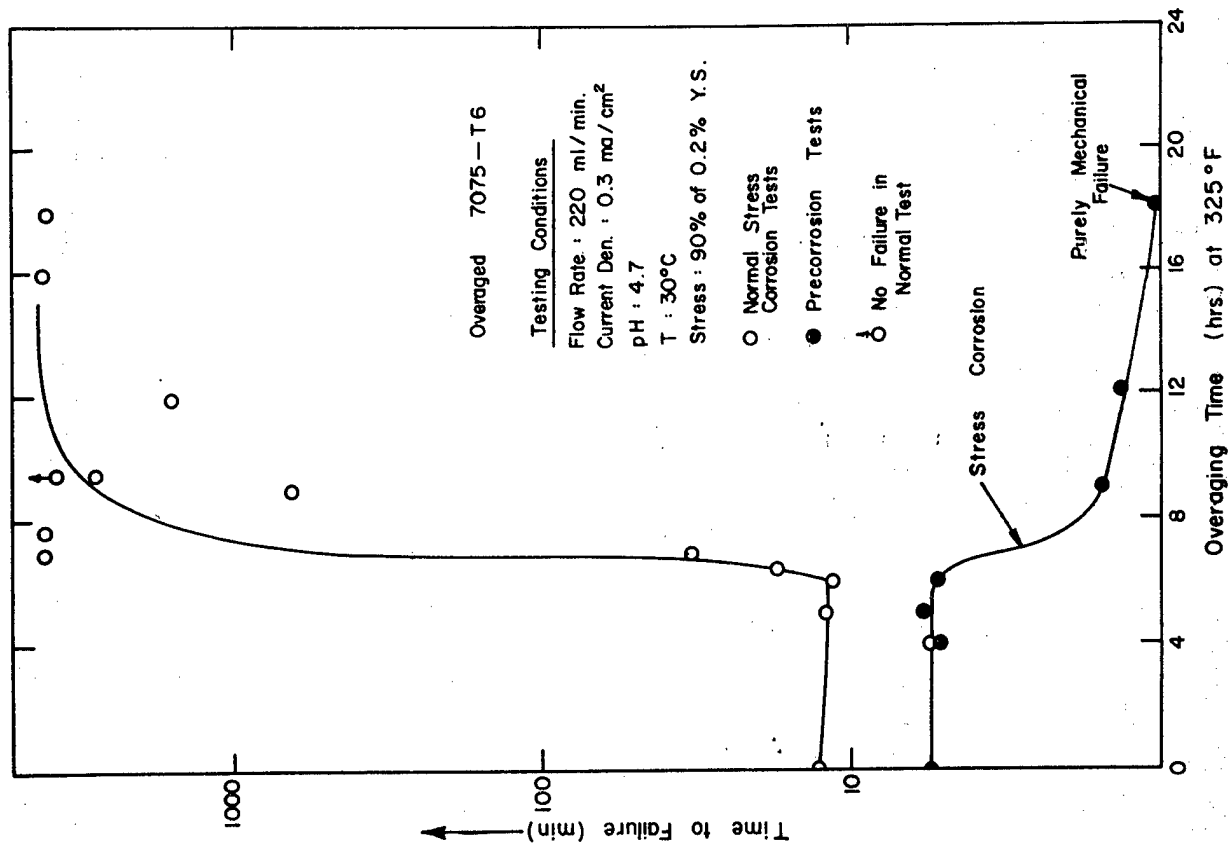 Time to Failure (min)
1000
100
10
Overaged 7075-T6
Testing Conditions
Flow Rate : 220 ml/min.
Current Den. : 0.3 ma/cm²
pH : 4.7
T : 30°C
Stress : 90% of 0.2% Y.S.
Normal Stress
Corrosion Tests
Precorrosion Tests
No Failure in
Normal Test
Stress Corrosion
Purely Mechanical
Failure
0 4 8 12 16 20 24
Overaging Time (hrs.) at 325°F